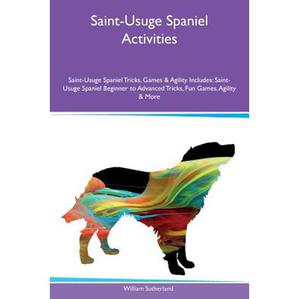 Saint-Usuge Spaniel
Activities
Saint-Usuge Spaniel Tricks, Games & Agility Includes: Saint-
Usuge Spaniel Beginner to Advanced Tricks, Fun Games, Agility
& More
William Sutherland